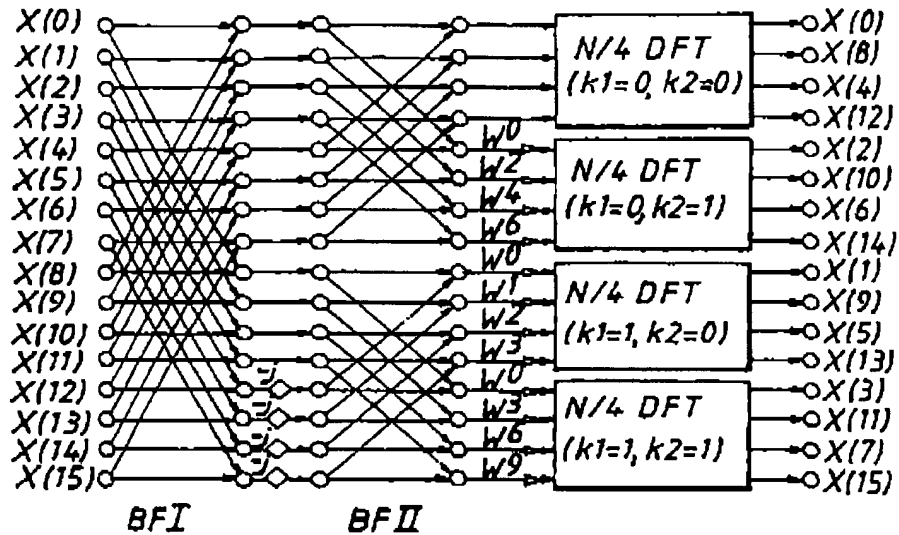 X(0) X(0)
X(1) N/4 DFT X(8)
X(2) (k1=0, k2=0) X(4)
X(3) X(12)
X(4) W0 X(2)
X(5) W2 N/4 DFT X(10)
X(6) W4 (k1=0,k2=1) X(6)
X(7) W6 X(14)
X(8) W0 X(1)
X(9) W1 N/4 DFT X(9)
X(10) W2 (k1=1, k2=0) X(5)
X(11) W3 X(13)
X(12) -j W0 X(3)
X(13) -j W3 N/4 DFT X(11)
X(14) -j W6 (k1=1, k2=1) X(7)
X(15) -j W9 X(15)
BFI BFII